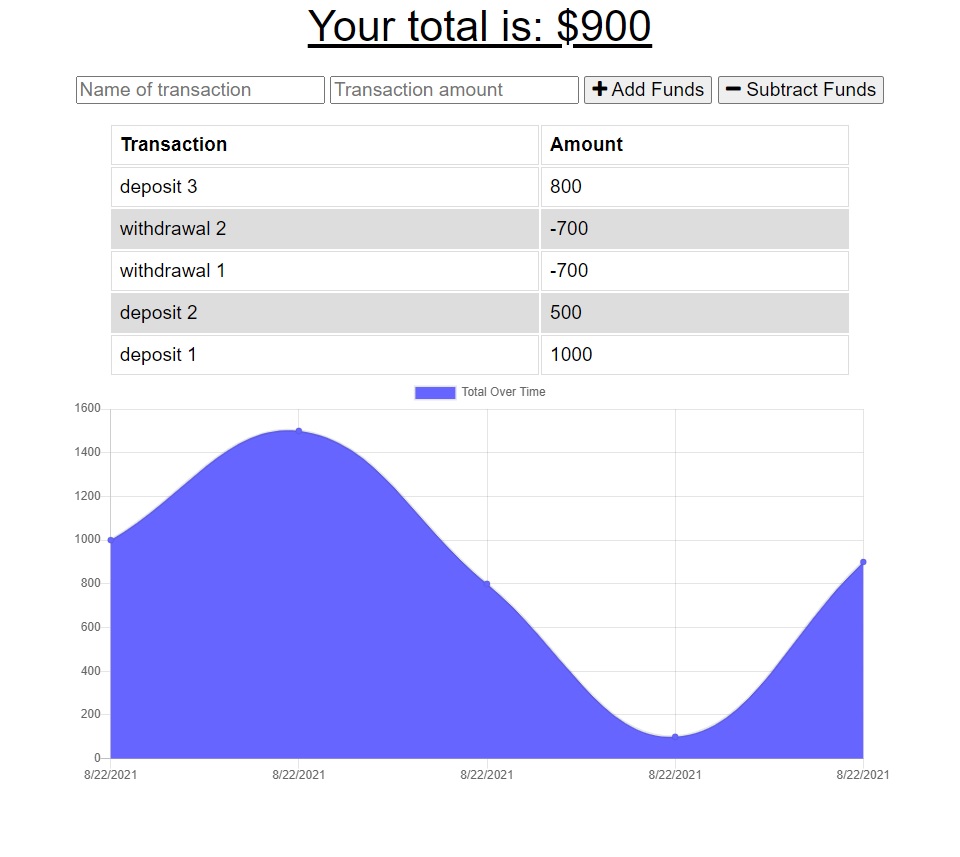 Your total is: $900
Name of transaction Transaction amount + Add Funds − Subtract Funds
Transaction Amount
deposit 3 800
withdrawal 2 -700
withdrawal 1 -700
deposit 2 500
deposit 1 1000
Total Over Time
1600
1400
1200
1000
800
600
400
200
0
8/22/2021 8/22/2021 8/22/2021 8/22/2021 8/22/2021